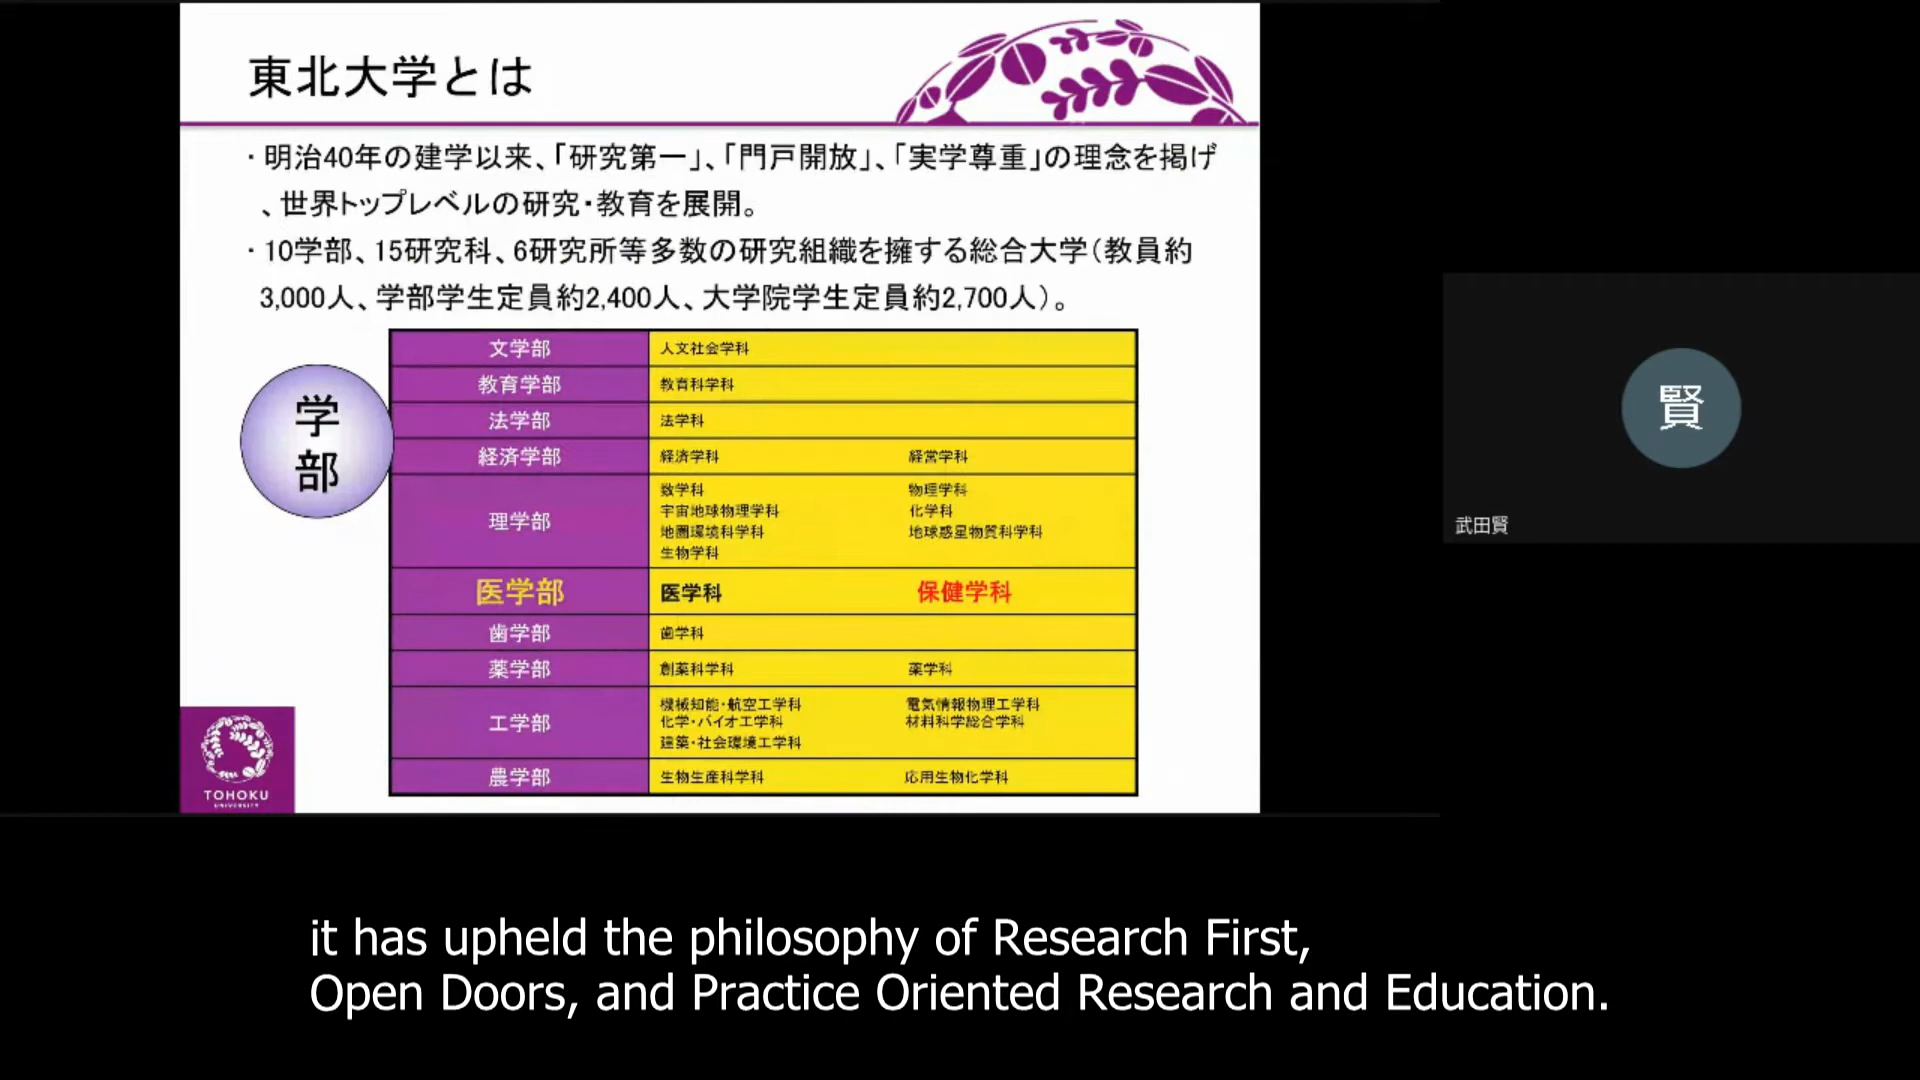 東北大学とは
・明治40年の建学以来、「研究第一」、「門戸開放」、「実学尊重」の理念を掲げ
、世界トップレベルの研究・教育を展開。
・10学部、15研究科、6研究所等多数の研究組織を擁する総合大学（教員約
3,000人、学部学生定員約2,400人、大学院学生定員約2,700人）。
学部
文学部 人文社会学科
教育学部 教育科学科
法学部 法学科
経済学部 経済学科 経営学科
理学部
数学科 物理学科
宇宙地球物理学科 化学科
地圏環境科学科 地球惑星物質科学科
生物学科
医学部 医学科 保健学科
歯学部 歯学科
薬学部 創薬科学科 薬学科
工学部
機械知能・航空工学科 電気情報物理工学科
化学・バイオ工学科 材料科学総合学科
建築・社会環境工学科
農学部 生物生産科学科 応用生物化学科
TOHOKU
UNIVERSITY
賢
武田賢
it has upheld the philosophy of Research First,
Open Doors, and Practice Oriented Research and Education.